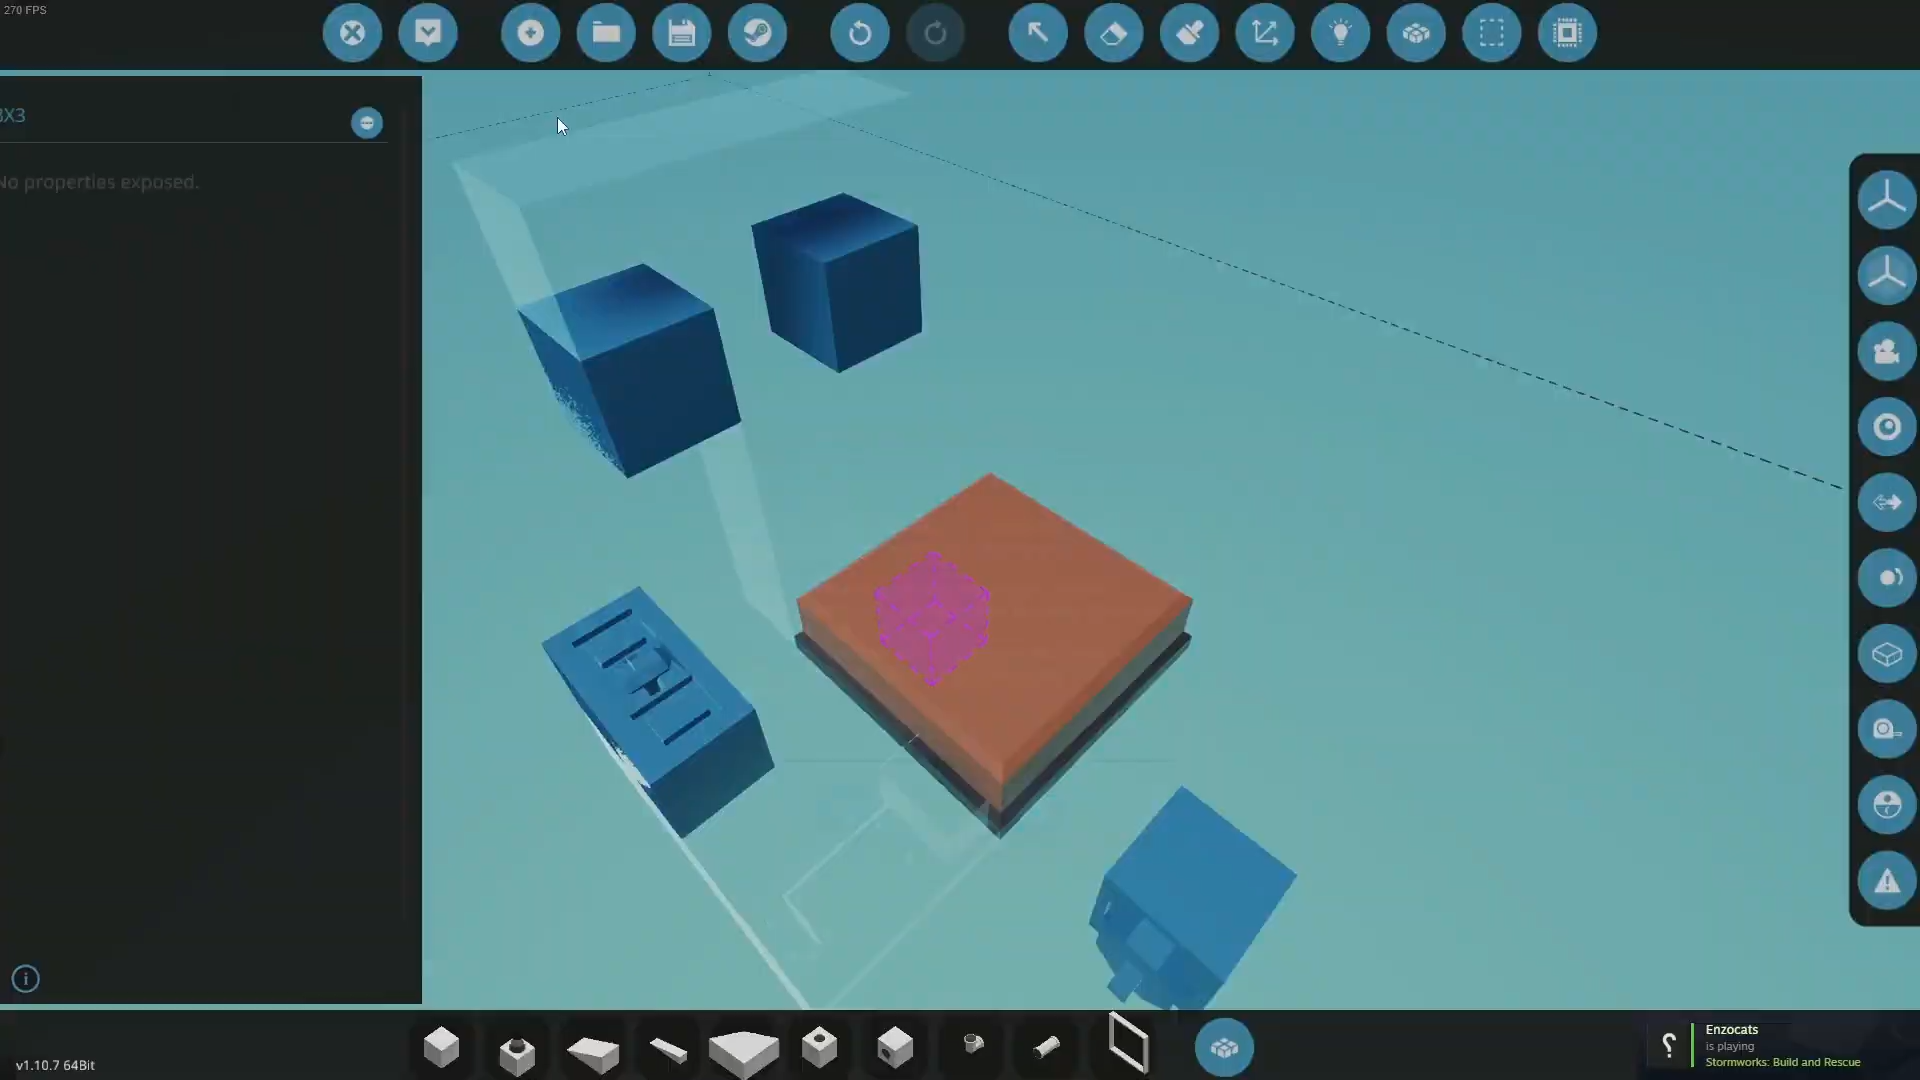 270 FPS
3X3
No properties exposed.
v1.10.7 64Bit
Enzocats
is playing
Stormworks: Build and Rescue